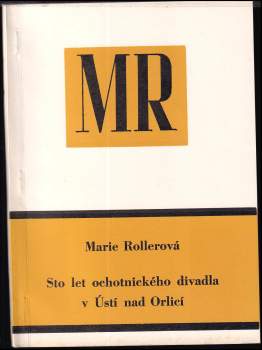 MR
Marie Rollerová
Sto let ochotnického divadla
v Ústí nad Orlicí